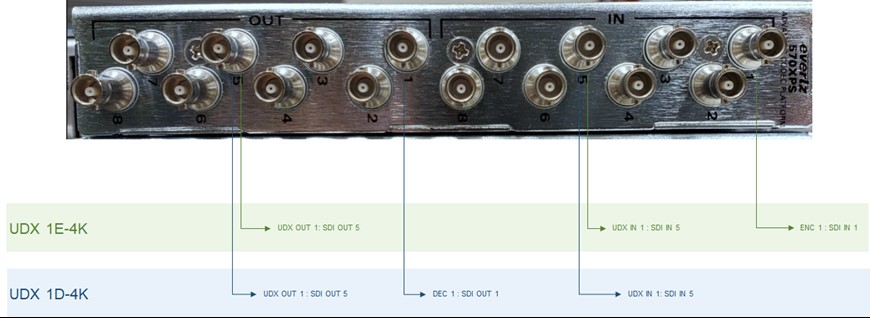 OUT IN
7 5 3 1 7 5 3 1
8 6 4 2 8 6 4 2
evertz
570XPS
UDX 1E-4K
UDX OUT 1: SDI OUT 5
UDX IN 1 : SDI IN 5
ENC 1 : SDI IN 1
UDX 1D-4K
UDX OUT 1 : SDI OUT 5
DEC 1 : SDI OUT 1
UDX IN 1: SDI IN 5